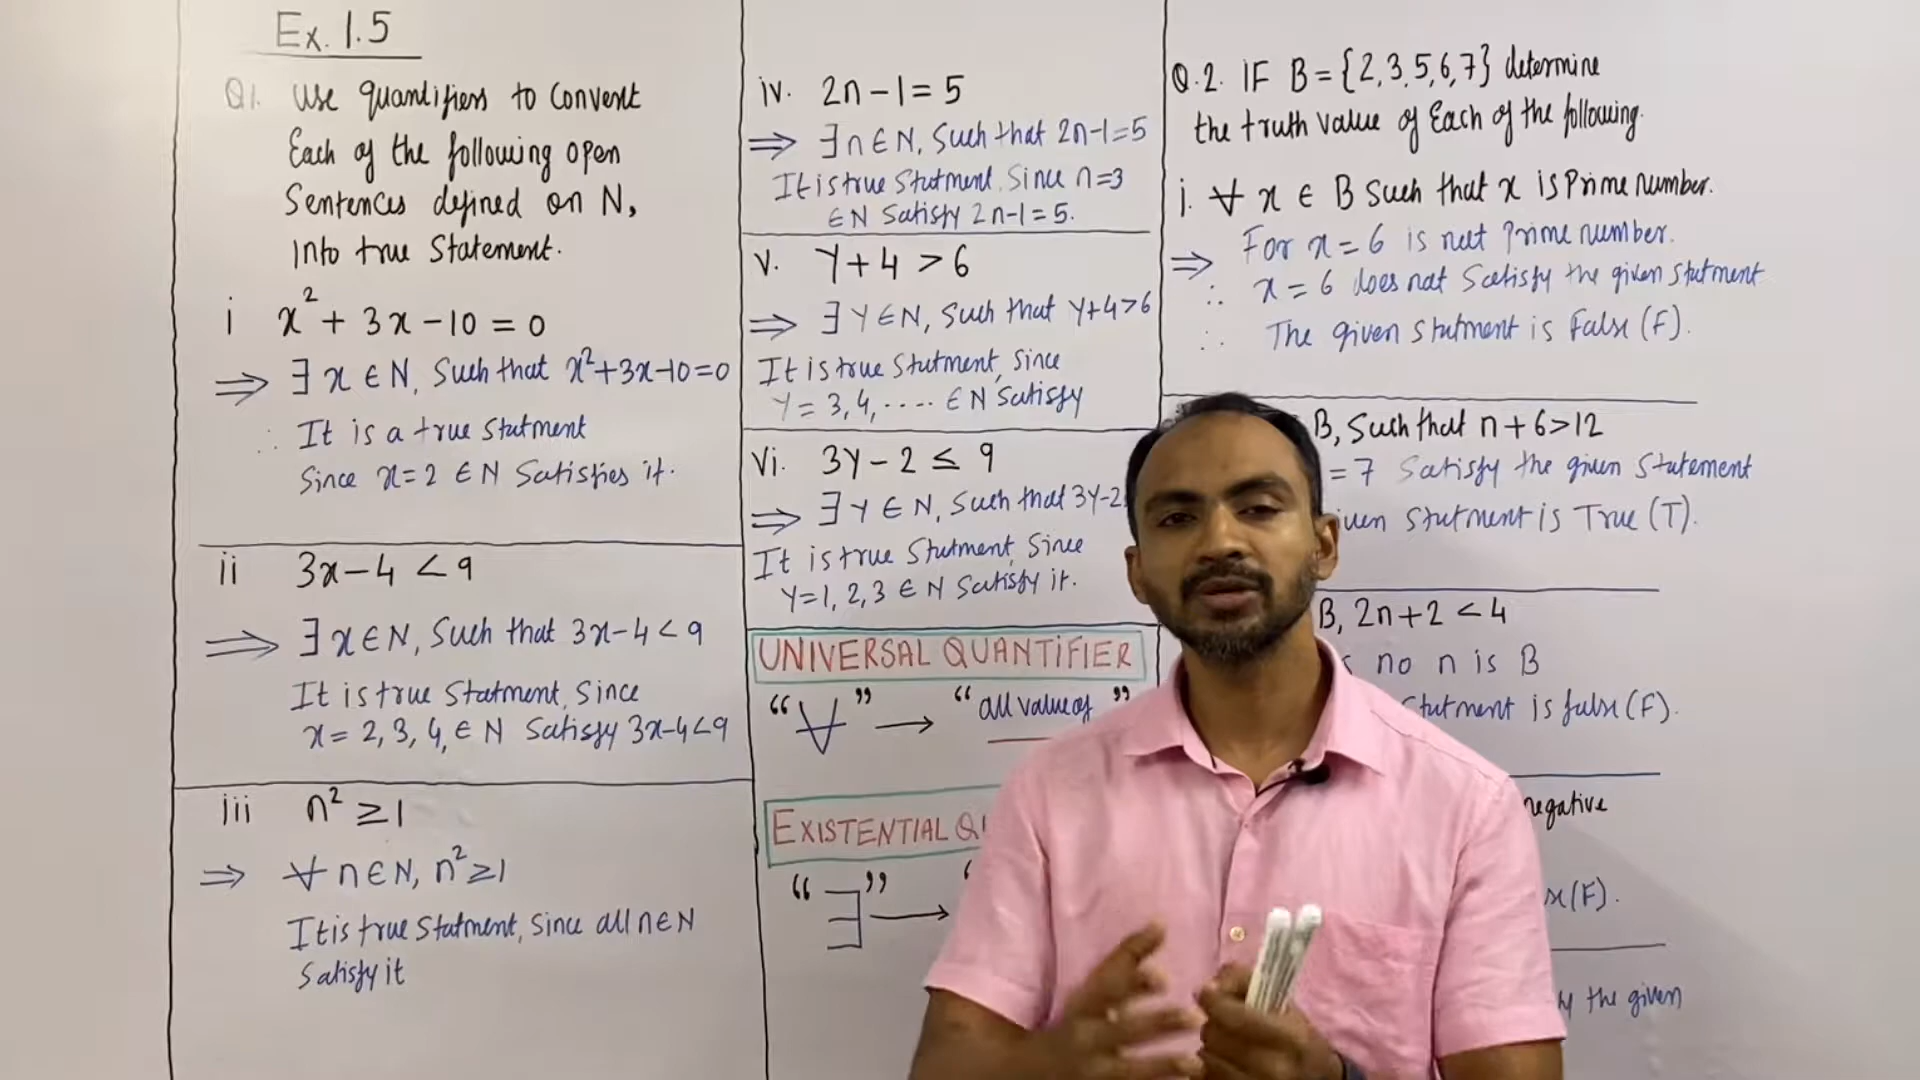 Ex. 1.5
Q1. Use quantifiers to Convert
Each of the following open
Sentences defined on N,
into true Statement.
i x² + 3x - 10 = 0
⇒ ∃ x ∈ N, Such that x²+3x-10=0
∴ It is a true Statment
Since x=2 ∈ N Satisfies it.
ii 3x-4 < 9
⇒ ∃ x ∈ N, Such that 3x-4<9
It is true Statment, Since
x= 2, 3, 4, ∈ N Satisfy 3x-4<9
iii n² ≥ 1
⇒ ∀ n ∈ N, n² ≥ 1
It is true Statment, Since all n ∈ N
Satisfy it
iv. 2n - 1 = 5
⇒ ∃ n ∈ N, Such that 2n-1=5
It is true Statment, Since n=3
∈ N Satisfy 2n-1=5.
v. Y+4 > 6
⇒ ∃ Y ∈ N, Such that Y+4>6
It is true Statment, Since
Y= 3, 4, .... ∈ N Satisfy
vi. 3Y - 2 ≤ 9
⇒ ∃ Y ∈ N, Such that 3Y-2
It is true Statment, Since
Y=1, 2, 3 ∈ N Satisfy it.
UNIVERSAL QUANTIFIER
"∀" → "all value of"
EXISTENTIAL
"∃" → "
Q.2. IF B = {2, 3, 5, 6, 7} determine
the truth value of Each of the following.
i. ∀ x ∈ B Such that x is Prime number.
⇒ For x = 6 is not Prime number.
∴ x = 6 does not Satisfy the given Statment
∴ The given Statment is False (F).
B, Such that n+6>12
= 7 Satisfy the given Statement
Statment is True (T).
B, 2n+2 < 4
no n is B
is false (F).
negative
(F).
the given